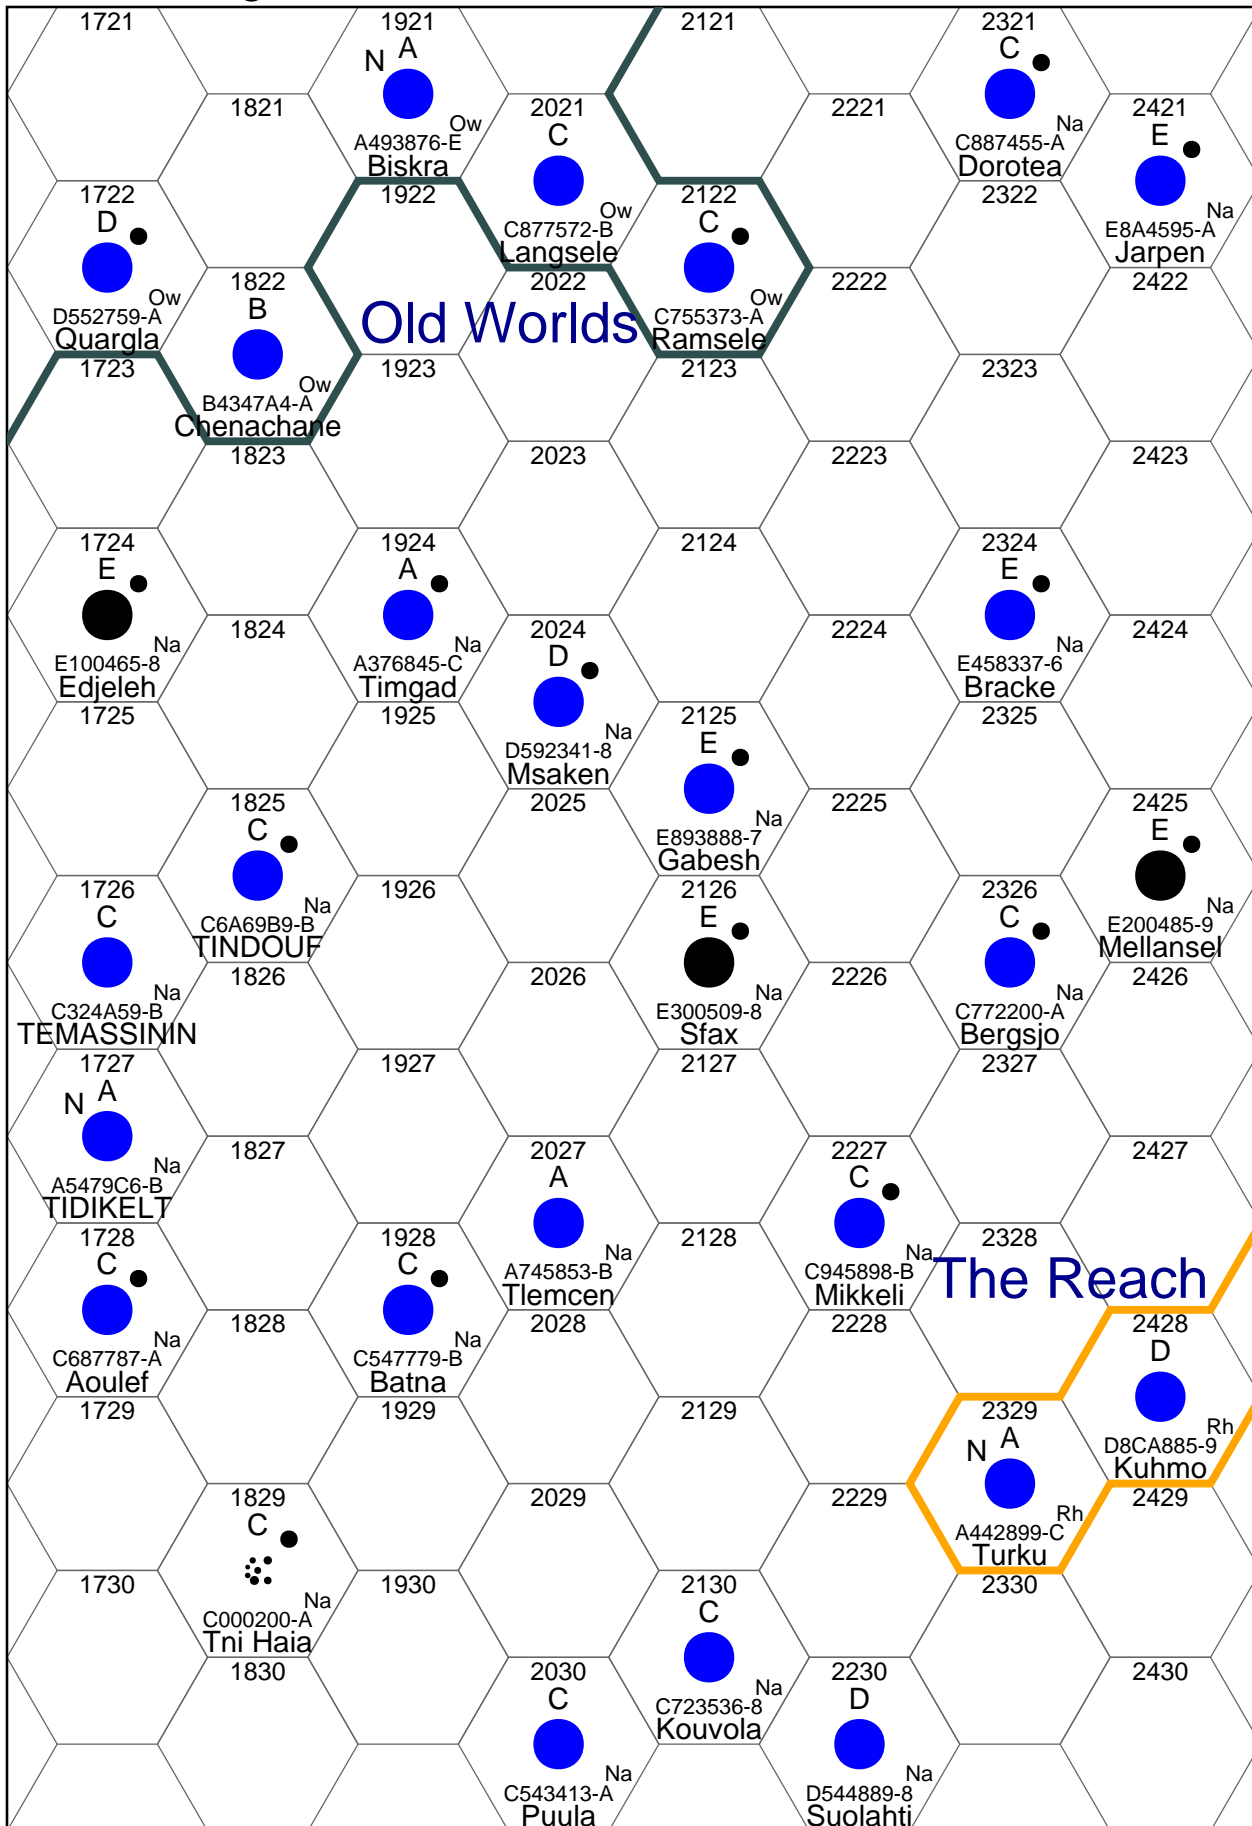 1721
1921
N A
A493876-E Ow
Biskra
2121
2321
C
C887455-A Na
Dorotea
1821
2021
C
C877572-B Ow
Langsele
2221
2421
E
E8A4595-A Na
Jarpen
1722
D
D552759-A Ow
Quargla
1922
2122
C
C755373-A Ow
Ramsele
2322
1822
B
B4347A4-A Ow
Chenachane
2022
2222
2422
Old Worlds
1723
1923
2123
2323
1823
2023
2223
2423
1724
E
E100465-8 Na
Edjeleh
1924
A
A376845-C Na
Timgad
2124
2324
E
E458337-6 Na
Bracke
1824
2024
D
D592341-8 Na
Msaken
2224
2424
1725
1925
2125
E
E893888-7 Na
Gabesh
2325
1825
C
C6A69B9-B Na
TINDOUF
2025
2225
2425
E
E200485-9 Na
Mellansel
1726
C
C324A59-B Na
TEMASSININ
1926
2126
E
E300509-8 Na
Sfax
2326
C
C772200-A Na
Bergsjo
1826
2026
2226
2426
1727
N A
A5479C6-B Na
TIDIKELT
1927
2127
2327
1827
2027
A
A745853-B Na
Tlemcen
2227
C
C945898-B Na
Mikkeli
2427
1728
C
C687787-A Na
Aoulef
1928
C
C547779-B Na
Batna
2128
2328
The Reach
1828
2028
2228
2428
D
D8CA885-9 Rh
Kuhmo
1729
1929
2129
2329
N A
A442899-C Rh
Turku
1829
C
C000200-A Na
Tni Haia
2029
2229
2429
1730
1930
2130
C
C723536-8 Na
Kouvola
2330
1830
2030
C
C543413-A Na
Puula
2230
D
D544889-8 Na
Suolahti
2430